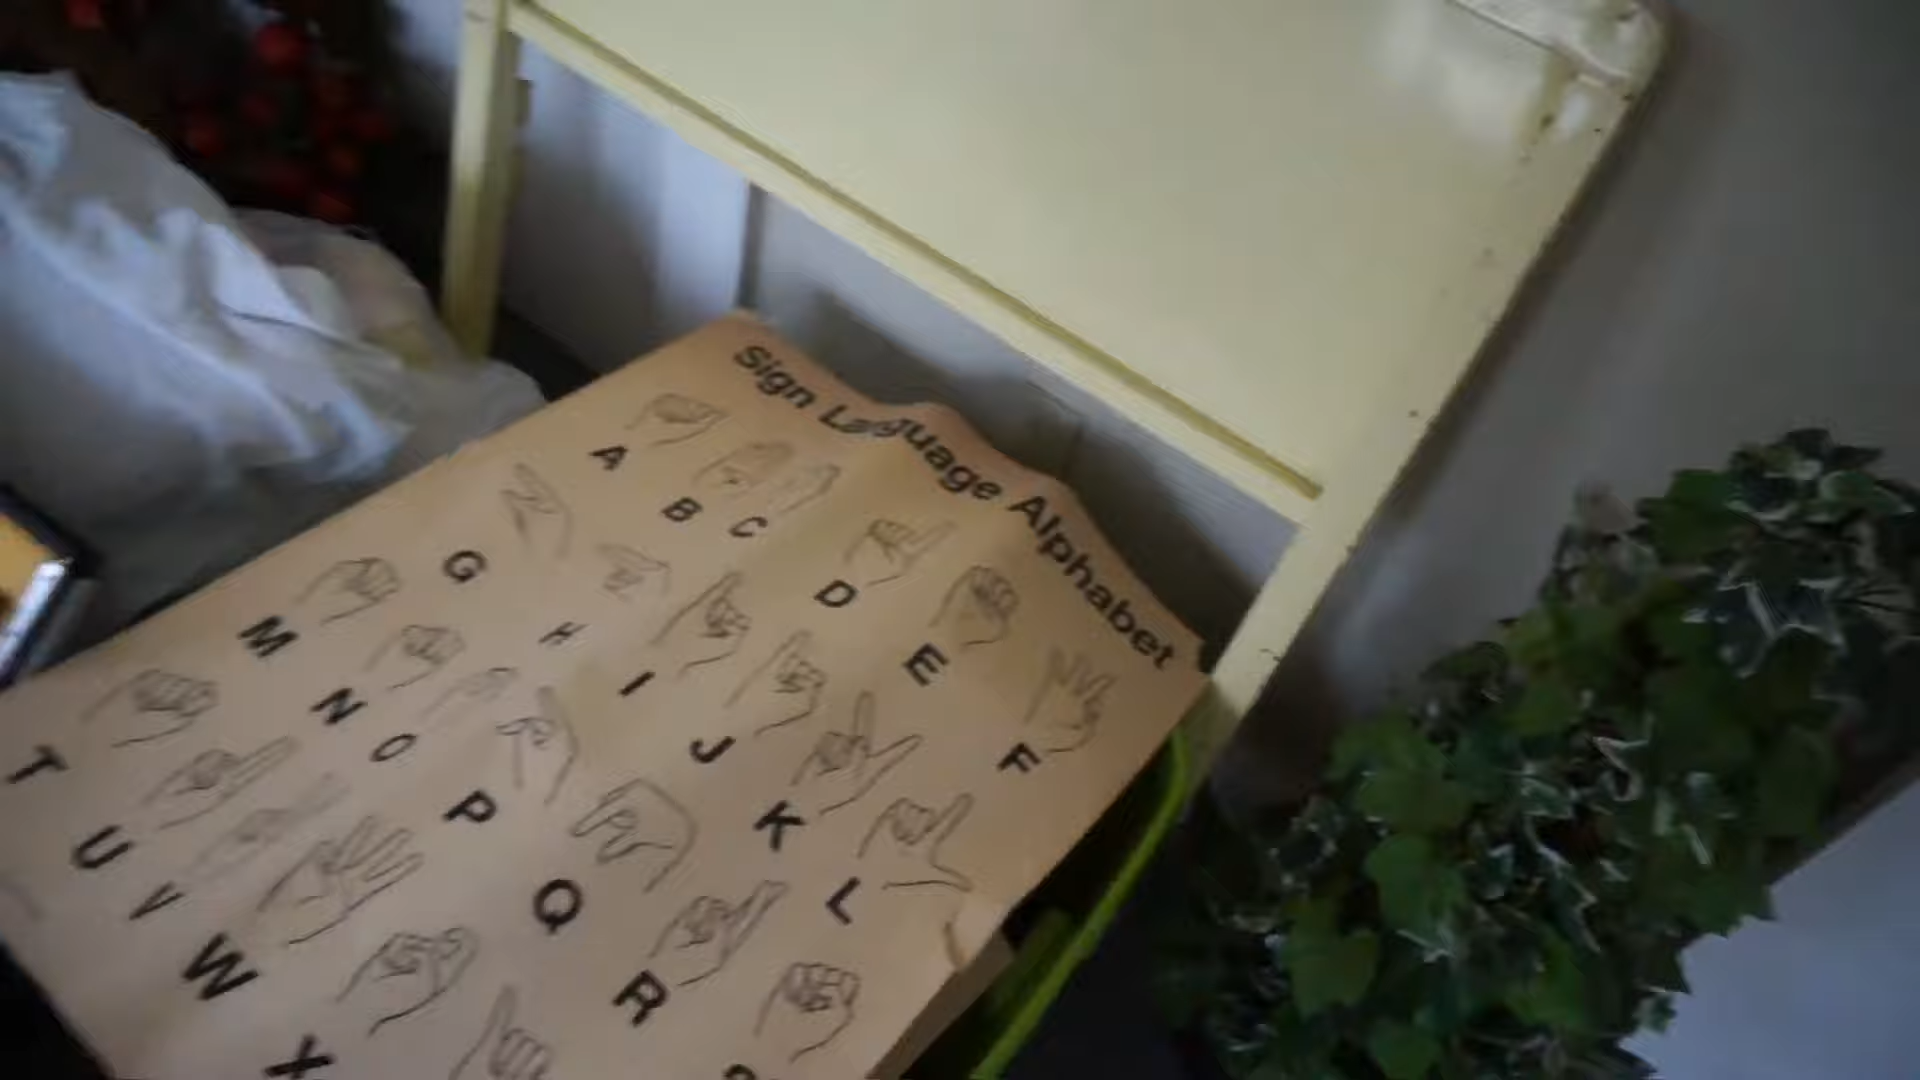 Sign Language Alphabet
A B C D E F
G H I J K L
M N O P Q R
T U V W X